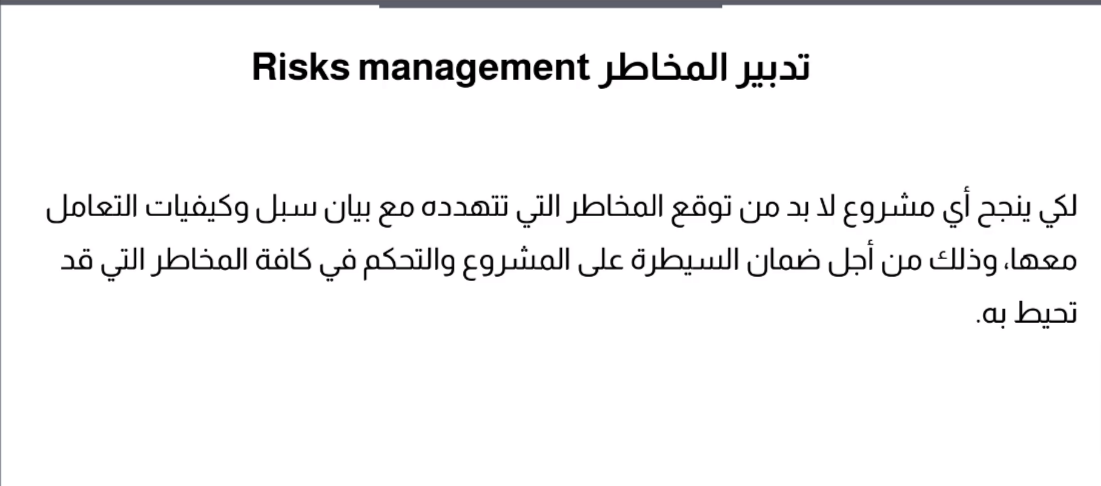 تدبير المخاطر Risks management
لكي ينجح أي مشروع لا بد من توقع المخاطر التي تتهدده مع بيان سبل وكيفيات التعامل
معها، وذلك من أجل ضمان السيطرة على المشروع والتحكم في كافة المخاطر التي قد
تحيط به.